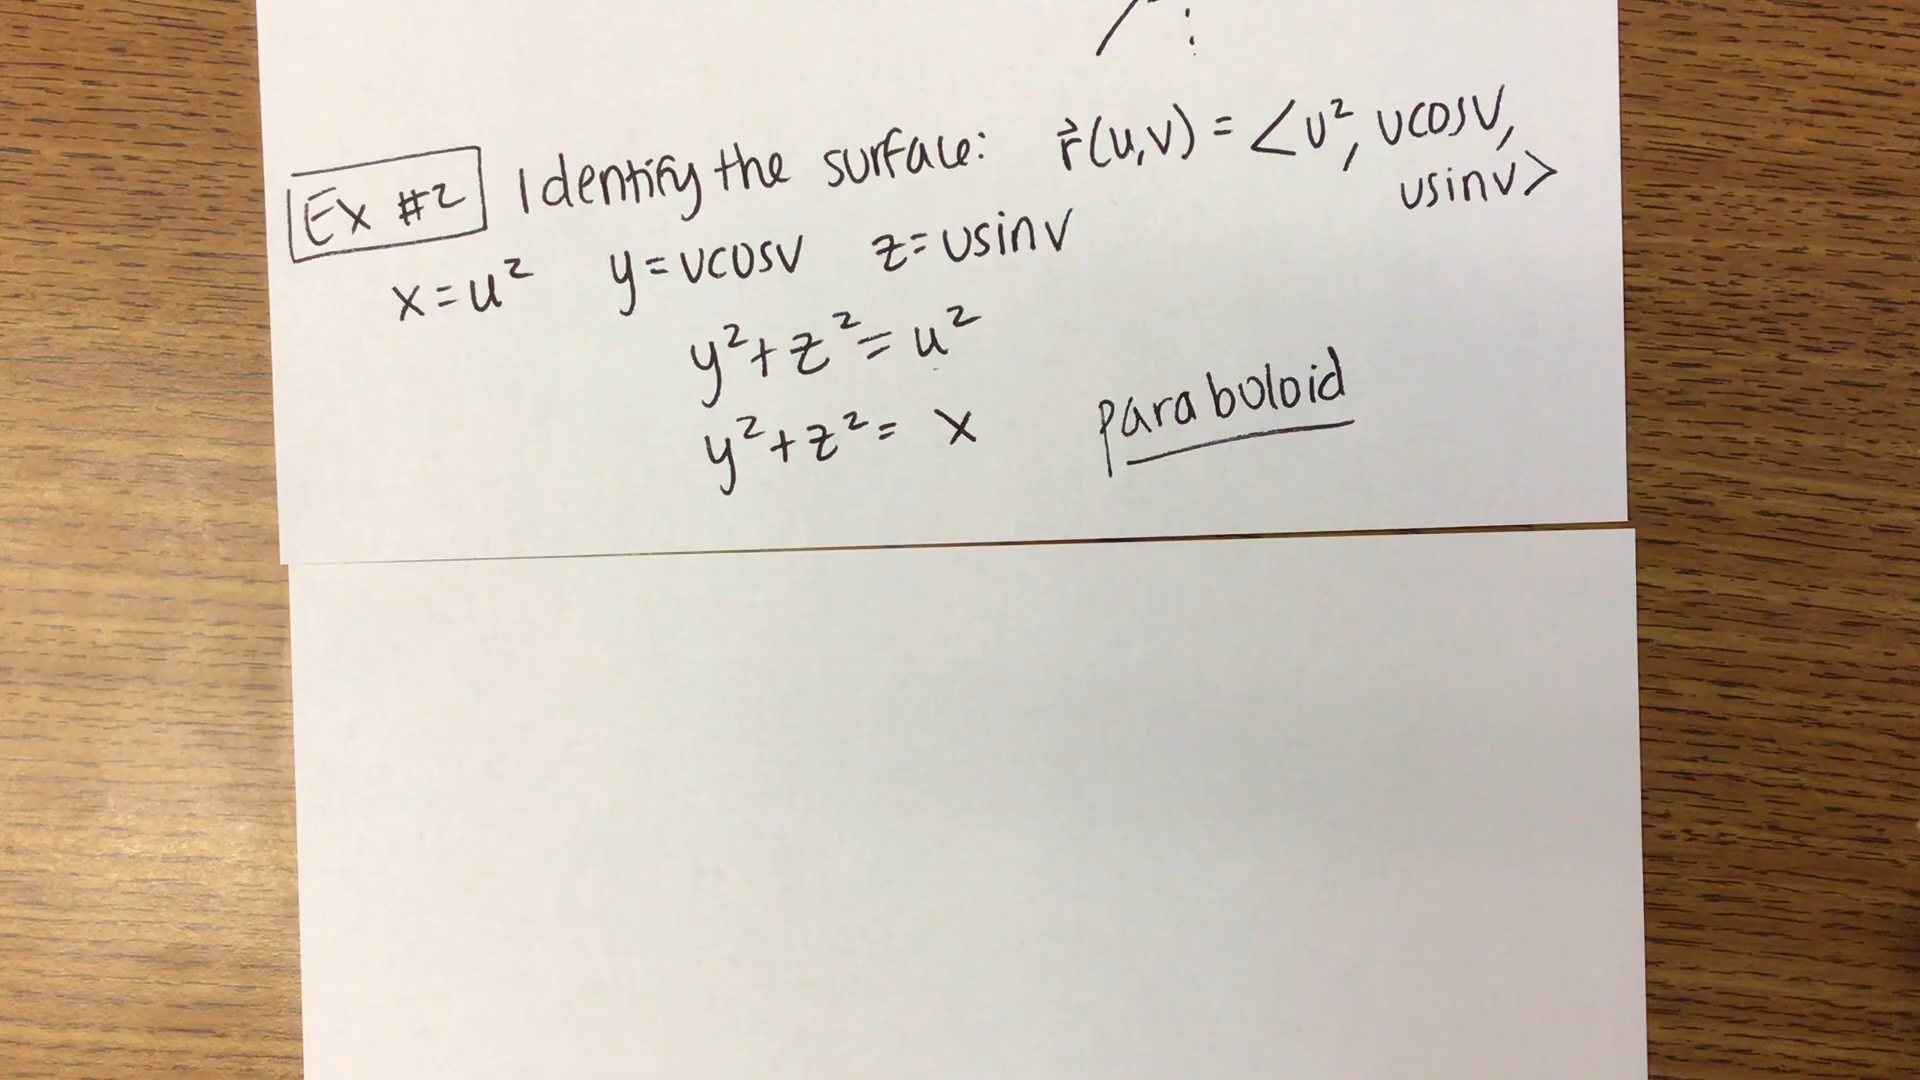 Ex #2 Identify the surface: r⃗(u,v) = <u², ucosv,
usinv>
x=u² y=ucosv z=usinv
y²+z²=u²
y²+z²= x paraboloid